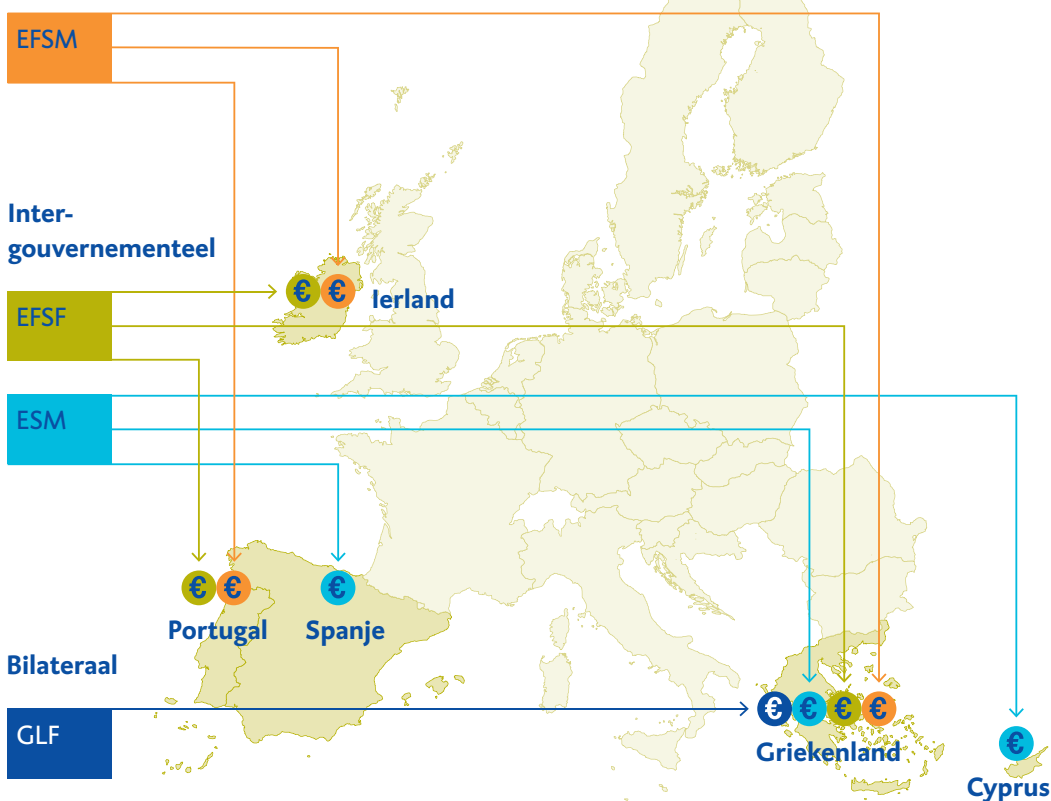 EFSM
Inter-
gouvernementeel
€ € Ierland
EFSF
ESM
€ € €
Portugal Spanje
Bilateraal
GLF
€ € € €
Griekenland
€
Cyprus